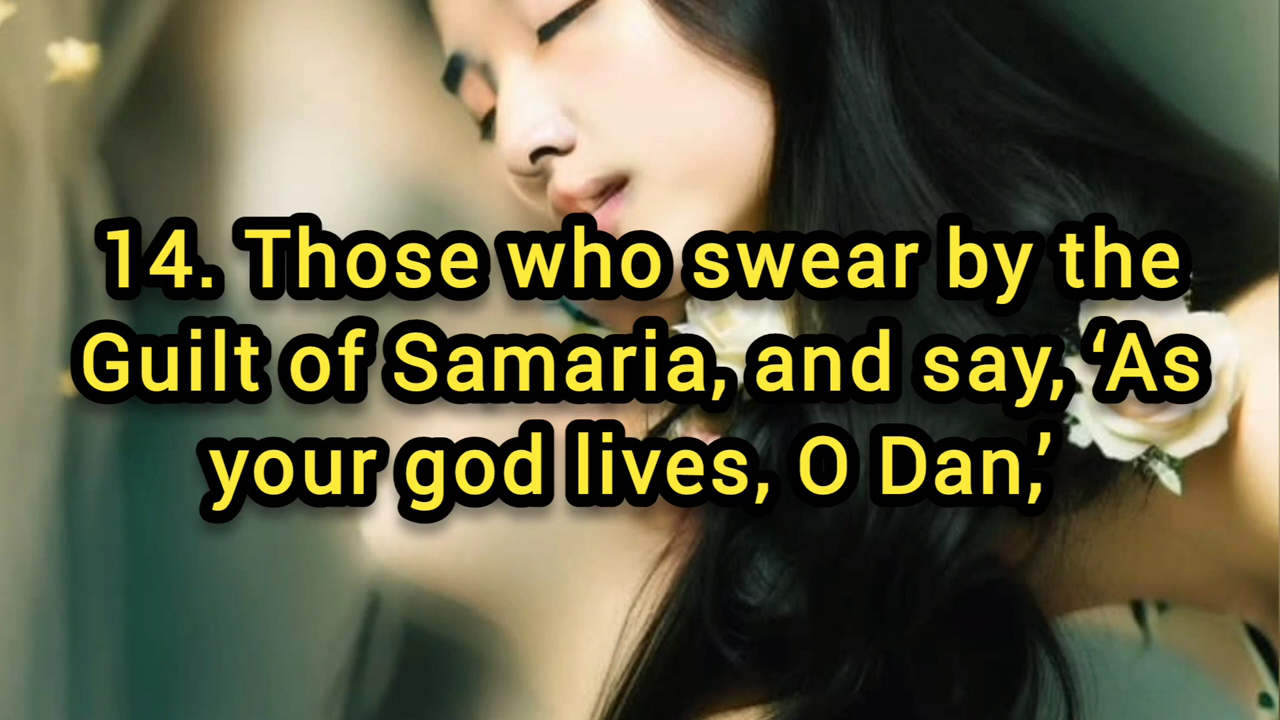 14. Those who swear by the
Guilt of Samaria, and say, ‘As
your god lives, O Dan,’